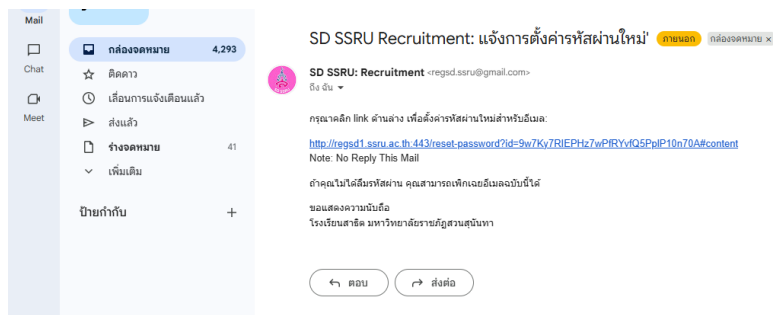 Mail
Chat
Meet
กล่องจดหมาย 4,293
ติดดาว
เลื่อนการแจ้งเตือนแล้ว
ส่งแล้ว
ร่างจดหมาย 41
เพิ่มเติม
ป้ายกำกับ
SD SSRU Recruitment: แจ้งการตั้งค่ารหัสผ่านใหม่' ภายนอก กล่องจดหมาย ×
SD SSRU: Recruitment <regsd.ssru@gmail.com>
ถึง ฉัน
กรุณาคลิก link ด้านล่าง เพื่อตั้งค่ารหัสผ่านใหม่สำหรับอีเมล:
http://regsd1.ssru.ac.th:443/reset-password?id=9w7Ky7RIEPHz7wPfRYvfQ5PpIP10n70A#content
Note: No Reply This Mail
ถ้าคุณไม่ได้ลืมรหัสผ่าน คุณสามารถเพิกเฉยอีเมลฉบับนี้ได้
ขอแสดงความนับถือ
โรงเรียนสาธิต มหาวิทยาลัยราชภัฏสวนสุนันทา
ตอบ
ส่งต่อ